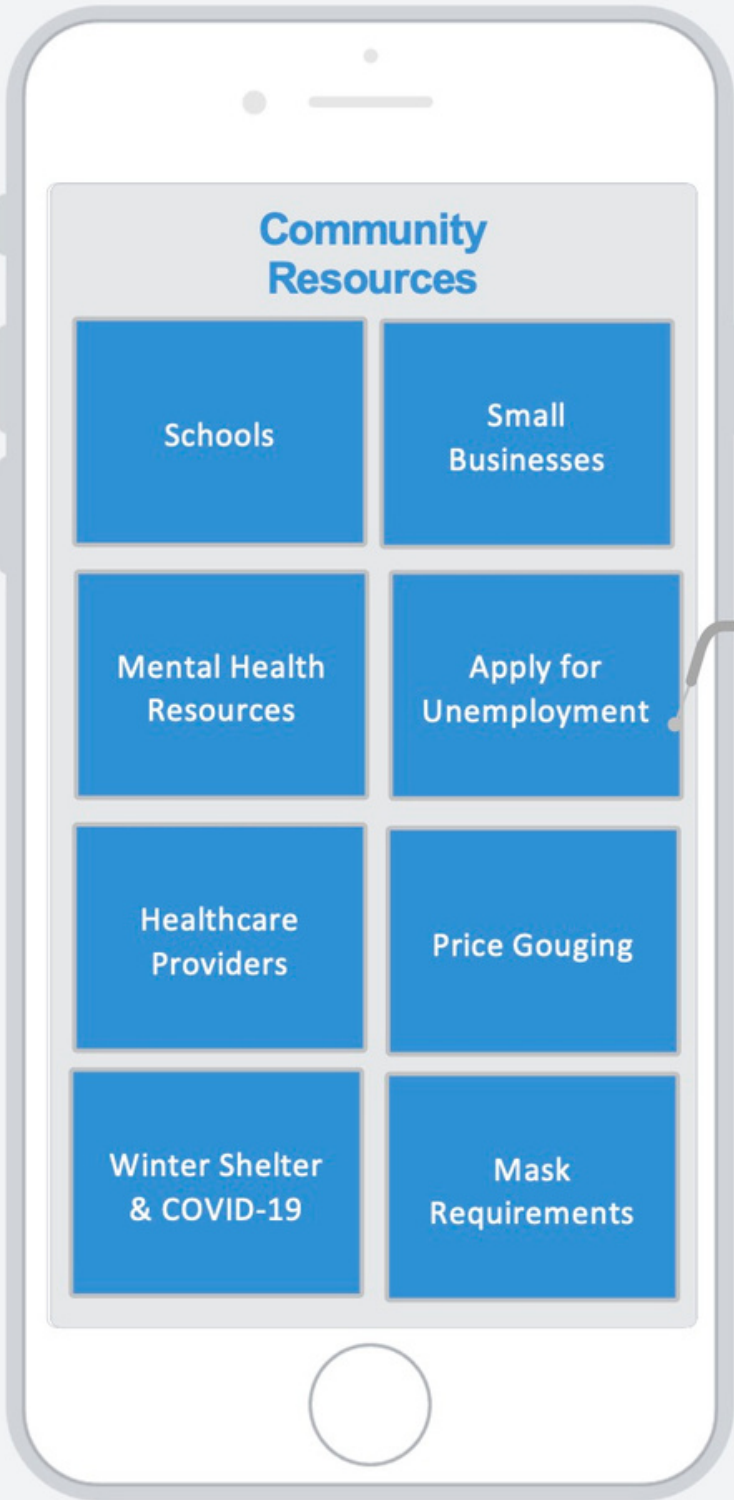 Community
Resources
Schools
Small
Businesses
Mental Health
Resources
Apply for
Unemployment
Healthcare
Providers
Price Gouging
Winter Shelter
& COVID-19
Mask
Requirements